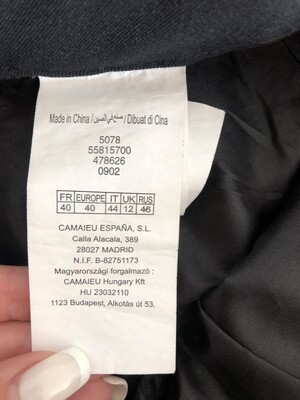 Made in China / صنع في الصين / Dibuat di Cina
5078
55815700
478626
0902
FR EUROPE IT UK RUS
40 40 44 12 46
CAMAIEU ESPAÑA, S.L.
Calla Alacala, 389
28027 MADRID
N.I.F. B-82751173
Magyarországi forgalmazó :
CAMAIEU Hungary Kft
HU 23032110
1123 Budapest, Alkotás út 53.